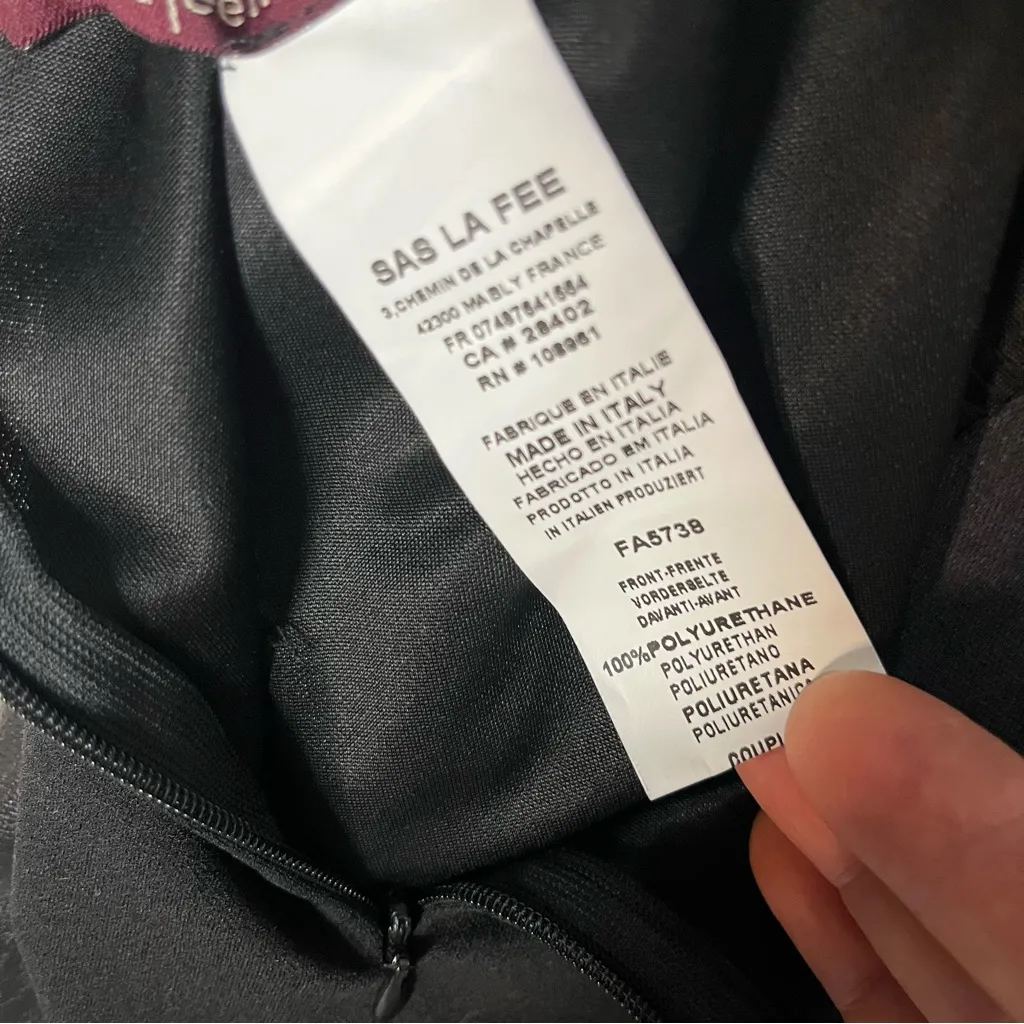 SAS LA FEE
3, CHEMIN DE LA CHAPELLE
42300 MABLY FRANCE
FR 07487641664
CA # 28402
RN # 108961
FABRIQUE EN ITALIE
MADE IN ITALY
HECHO EN ITALIA
FABRICADO EM ITALIA
PRODOTTO IN ITALIA
IN ITALIEN PRODUZIERT
FA5738
FRONT-FRENTE
VORDERSELTE
DAVANTI-AVANT
100%POLYURETHANE
POLYURETHAN
POLIURETANO
POLIURETANA